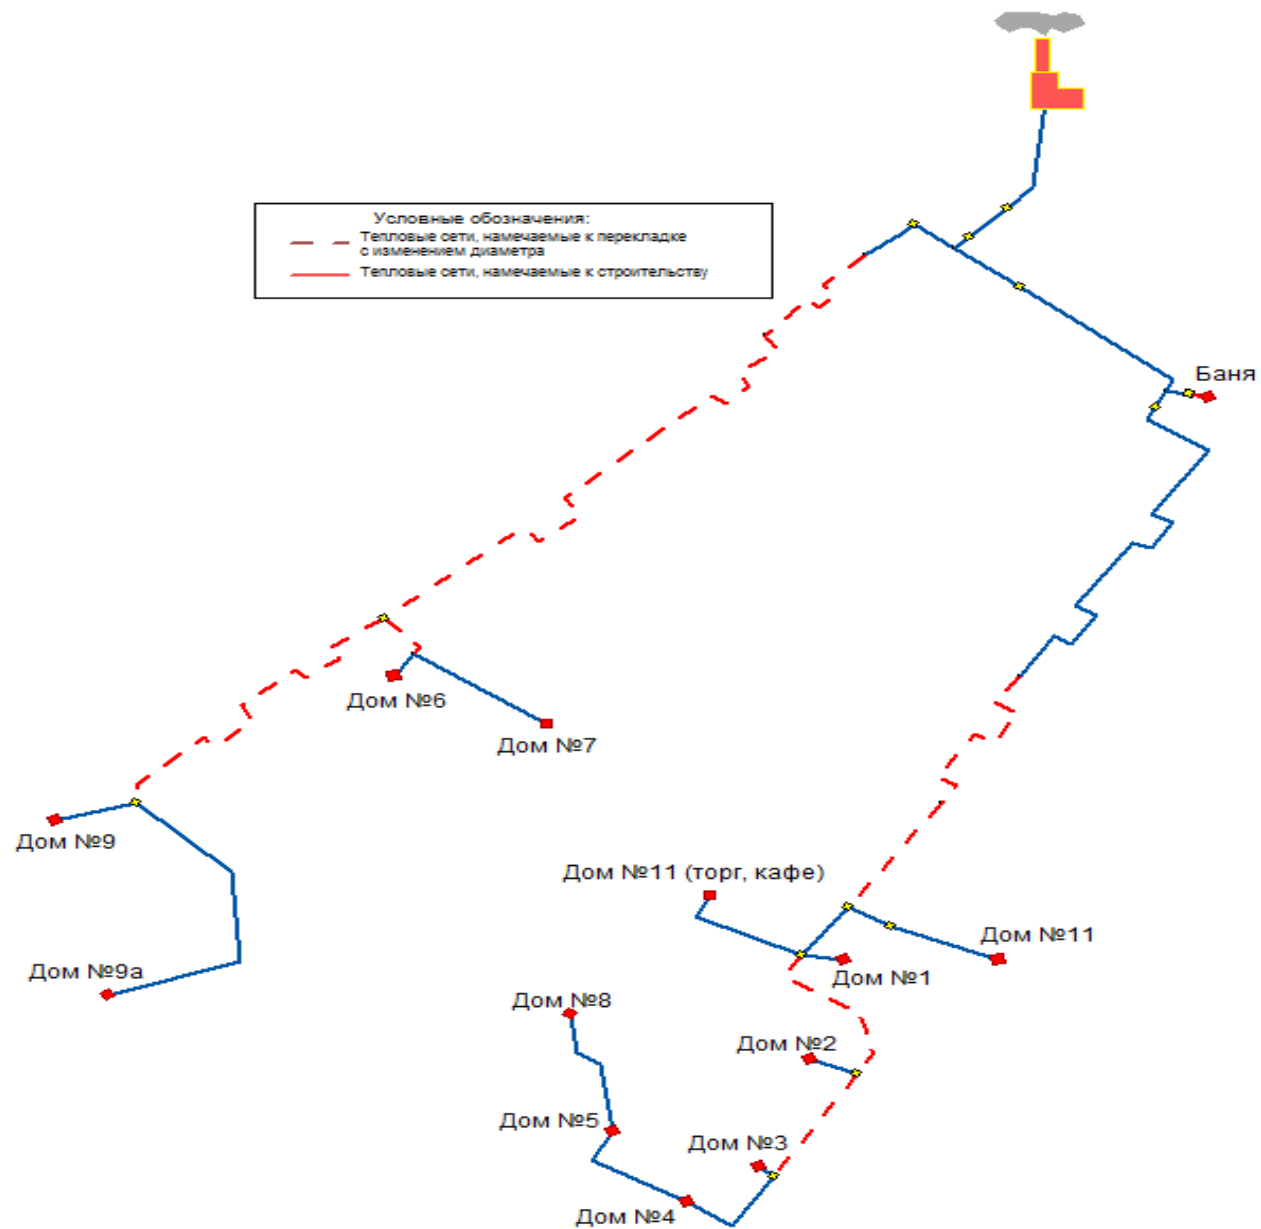 Условные обозначения:
Тепловые сети, намечаемые к перекладке
с изменением диаметра
Тепловые сети, намечаемые к строительству
Баня
Дом №6
Дом №7
Дом №9
Дом №11 (торг, кафе)
Дом №11
Дом №9а
Дом №1
Дом №8
Дом №2
Дом №5
Дом №3
Дом №4